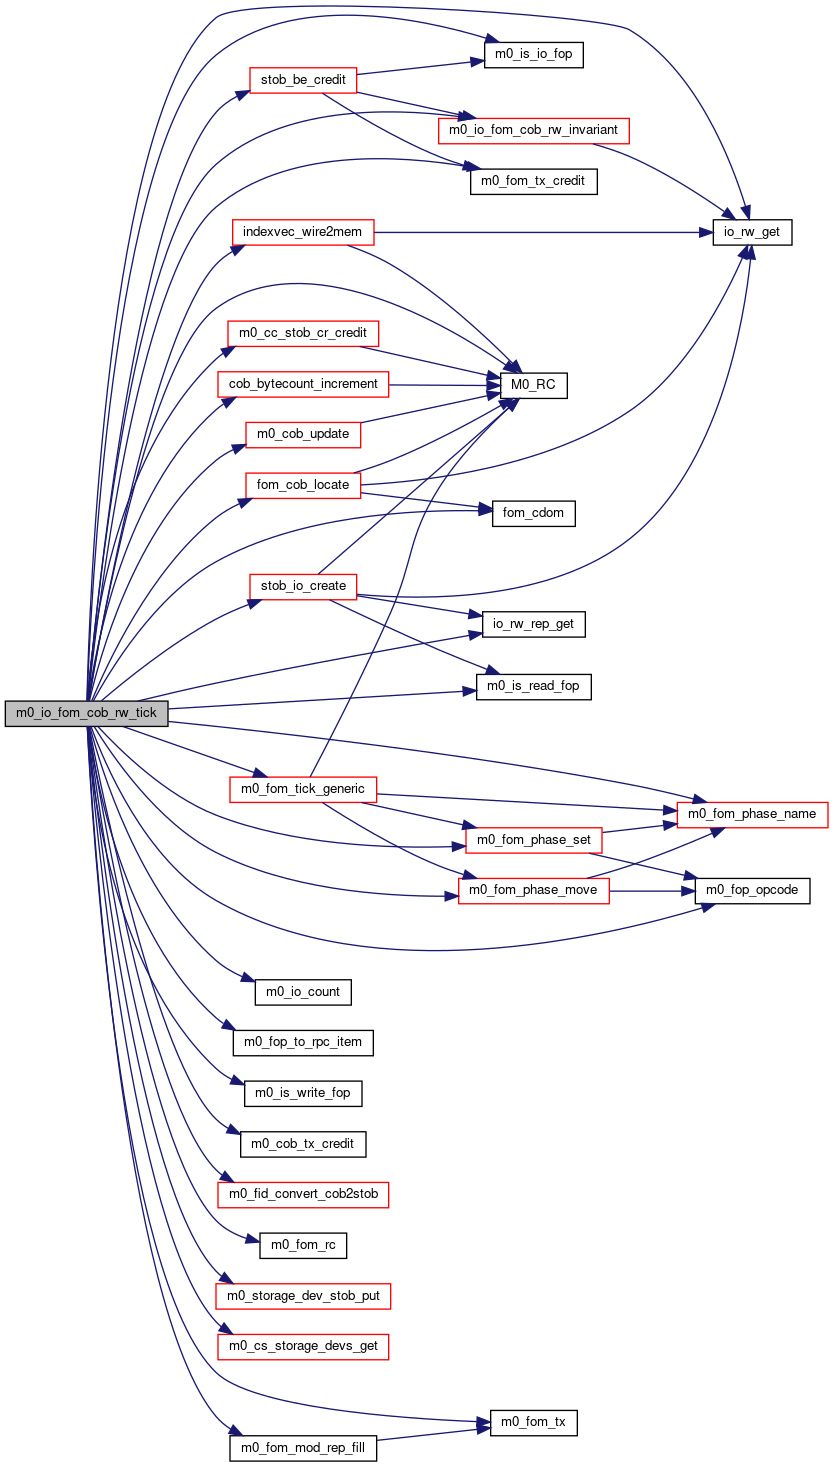 m0_is_io_fop
stob_be_credit
m0_io_fom_cob_rw_invariant
m0_fom_tx_credit
indexvec_wire2mem
io_rw_get
m0_cc_stob_cr_credit
cob_bytecount_increment
M0_RC
m0_cob_update
fom_cob_locate
fom_cdom
stob_io_create
io_rw_rep_get
m0_is_read_fop
m0_io_fom_cob_rw_tick
m0_fom_tick_generic
m0_fom_phase_name
m0_fom_phase_set
m0_fom_phase_move
m0_fop_opcode
m0_io_count
m0_fop_to_rpc_item
m0_is_write_fop
m0_cob_tx_credit
m0_fid_convert_cob2stob
m0_fom_rc
m0_storage_dev_stob_put
m0_cs_storage_devs_get
m0_fom_tx
m0_fom_mod_rep_fill